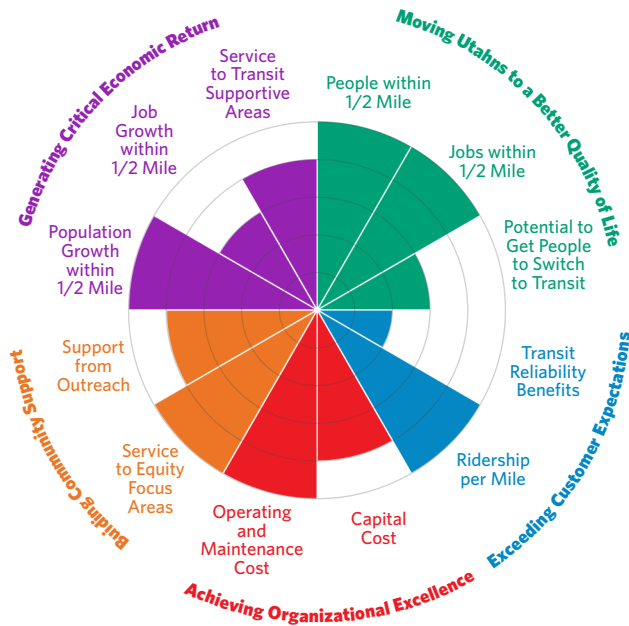 Moving Utahns to a Better Quality of Life
People within
1/2 Mile
Jobs within
1/2 Mile
Potential to
Get People
to Switch
to Transit
Exceeding Customer Expectations
Transit
Reliability
Benefits
Ridership
per Mile
Achieving Organizational Excellence
Capital
Cost
Operating
and
Maintenance
Cost
Building Community Support
Service
to Equity
Focus
Areas
Support
from
Outreach
Generating Critical Economic Return
Population
Growth
within
1/2 Mile
Job
Growth
within
1/2 Mile
Service
to Transit
Supportive
Areas